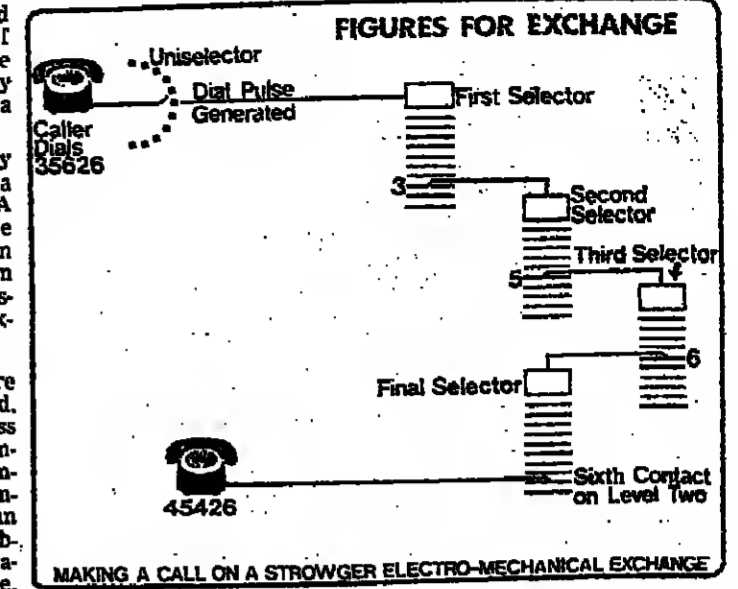 FIGURES FOR EXCHANGE
Uniselector
Dial Pulse
Generated
First Selector
Caller
Dials
35626
3
Second
Selector
Third Selector
5
6
Final Selector
Sixth Contact
on Level Two
45426
MAKING A CALL ON A STROWGER ELECTRO-MECHANICAL EXCHANGE